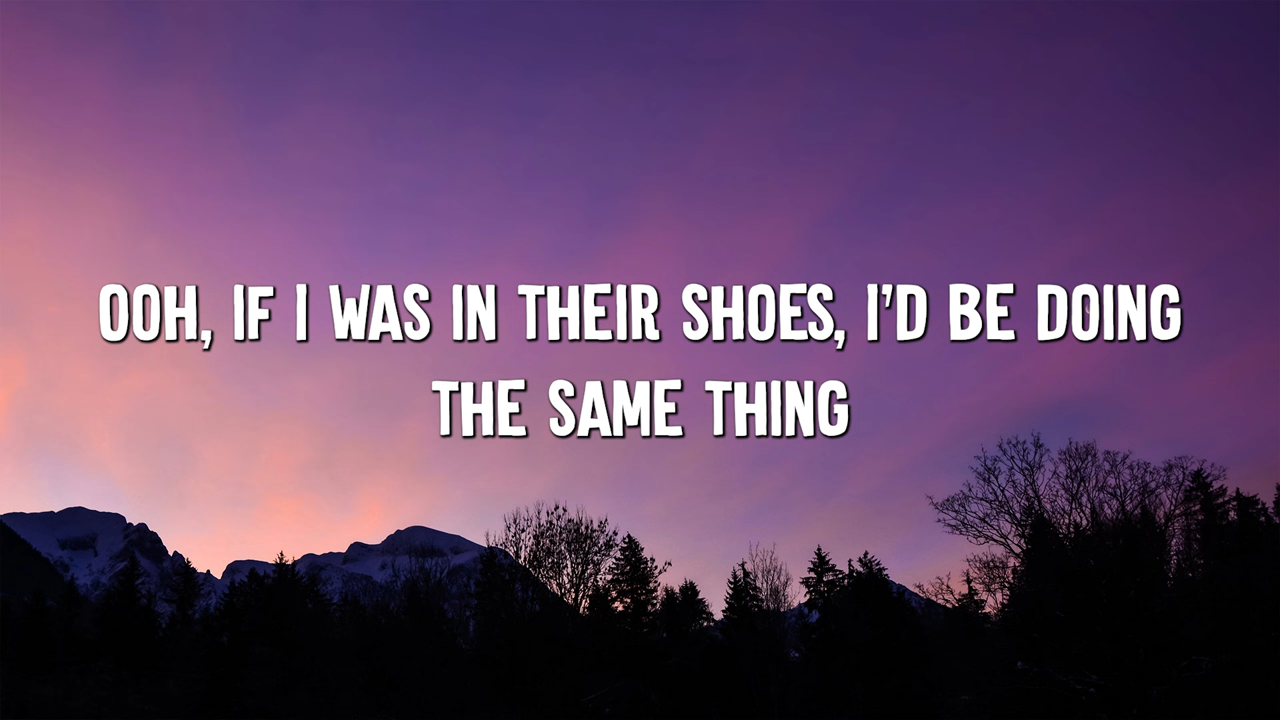 OOH, IF I WAS IN THEIR SHOES, I'D BE DOING
THE SAME THING